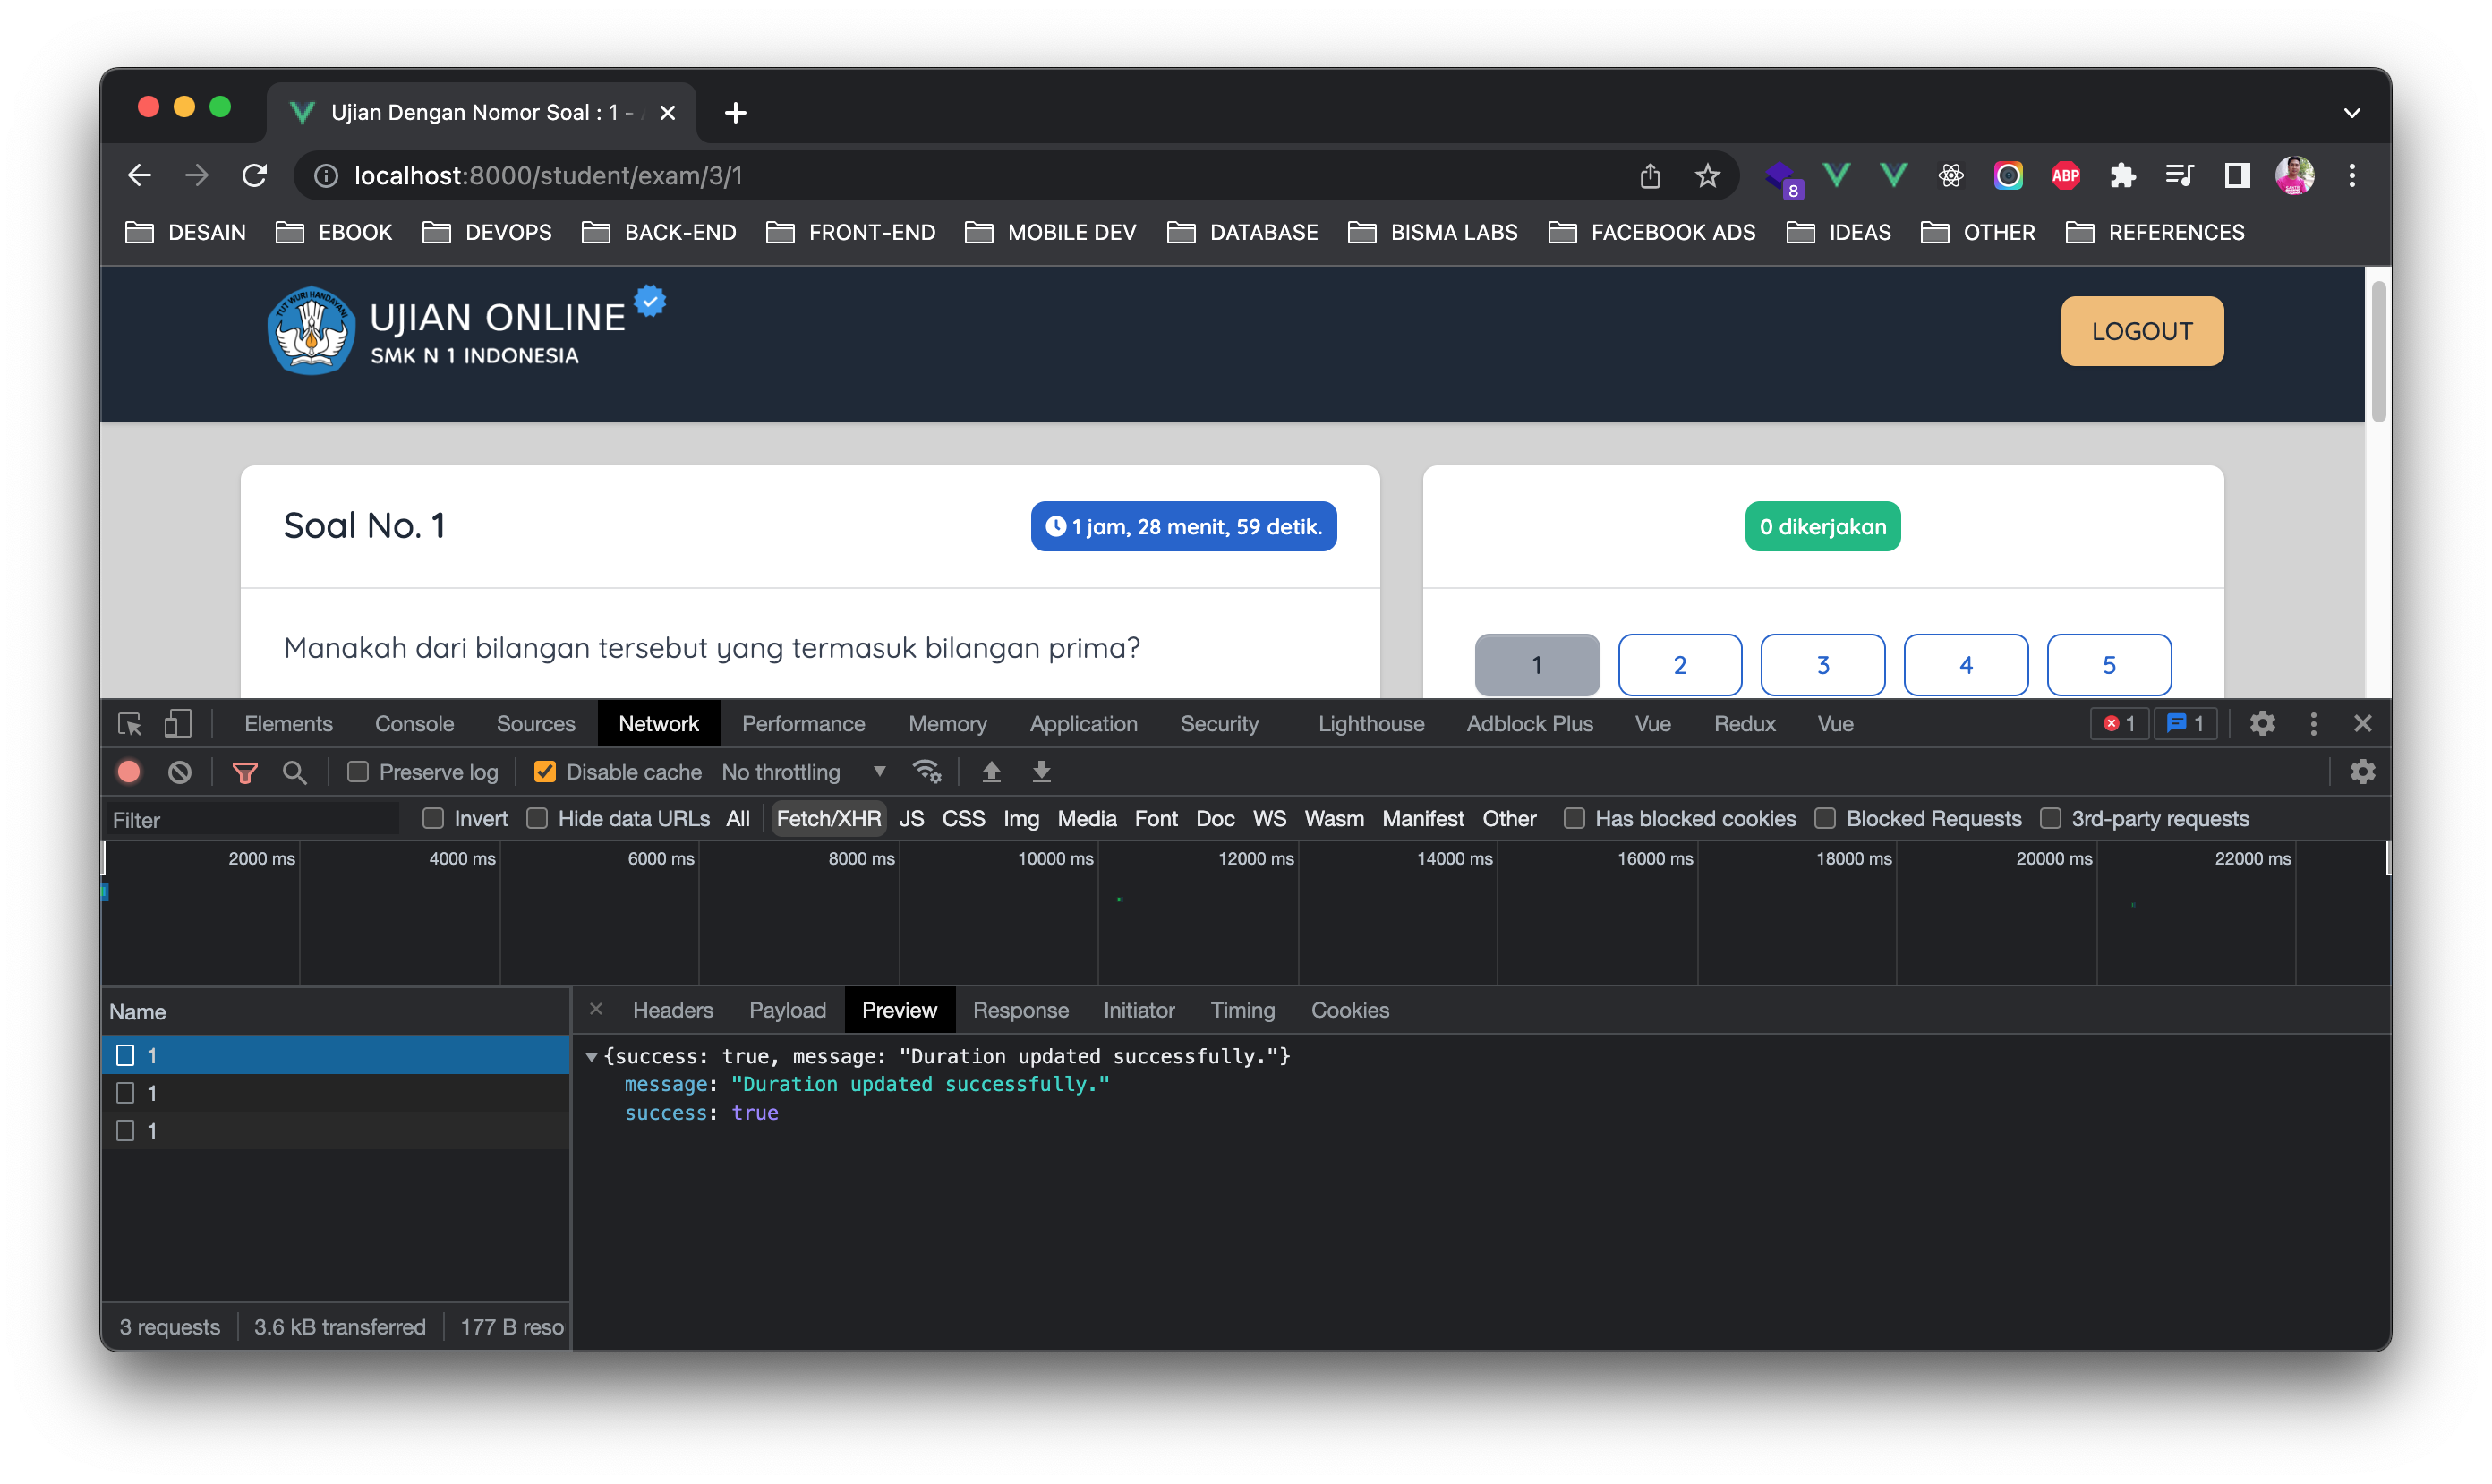 Ujian Dengan Nomor Soal : 1 -
localhost:8000/student/exam/3/1
8
ABP
DESAIN EBOOK DEVOPS BACK-END FRONT-END MOBILE DEV DATABASE BISMA LABS FACEBOOK ADS IDEAS OTHER REFERENCES
TUT WURI HANDAYANI
UJIAN ONLINE
SMK N 1 INDONESIA
LOGOUT
Soal No. 1
1 jam, 28 menit, 59 detik.
0 dikerjakan
Manakah dari bilangan tersebut yang termasuk bilangan prima?
1 2 3 4 5
Elements Console Sources Network Performance Memory Application Security Lighthouse Adblock Plus Vue Redux Vue 1 1
Preserve log Disable cache No throttling
Filter Invert Hide data URLs All Fetch/XHR JS CSS Img Media Font Doc WS Wasm Manifest Other Has blocked cookies Blocked Requests 3rd-party requests
2000 ms 4000 ms 6000 ms 8000 ms 10000 ms 12000 ms 14000 ms 16000 ms 18000 ms 20000 ms 22000 ms
Name
1
1
1
3 requests 3.6 kB transferred 177 B reso
Headers Payload Preview Response Initiator Timing Cookies
{success: true, message: "Duration updated successfully."}
message: "Duration updated successfully."
success: true